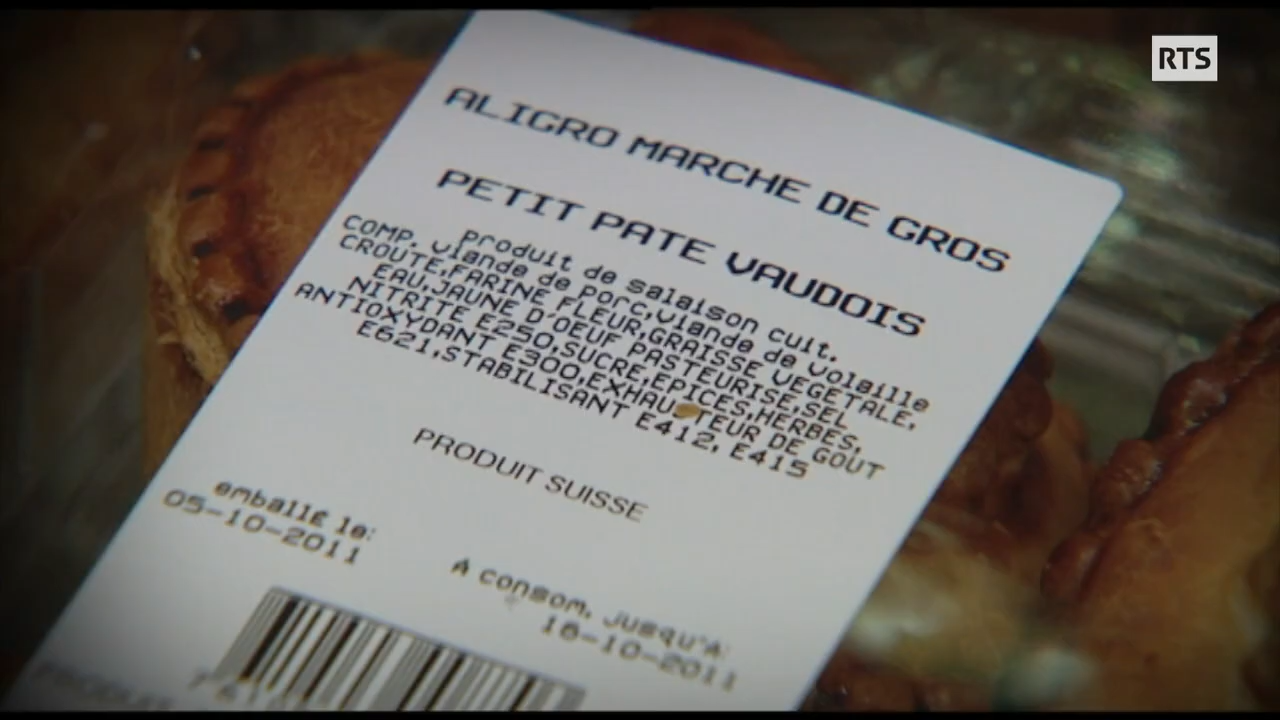 RTS
ALIGRO MARCHE DE GROS
PETIT PATE VAUDOIS
produit de salaison cuit.
COMP. viande de porc,viande de volaille
CROUTE,FARINE FLEUR,GRAISSE VEGETALE,
EAU,JAUNE D'OEUF PASTEURISE,SEL
NITRITE E250,SUCRE,EPICES,HERBES,
ANTIOXYDANT E300,EXHAUSTEUR DE GOUT
E621,STABILISANT E412, E415
PRODUIT SUISSE
emballé le:
05-10-2011
A consom. jusqu'à:
16-10-2011